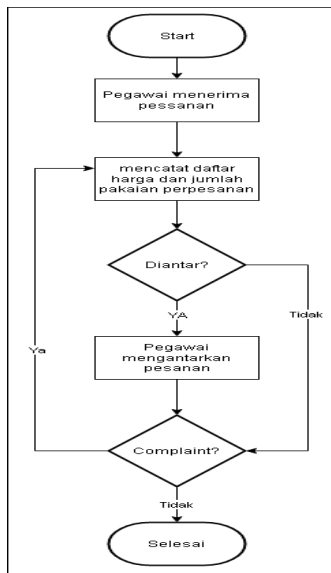 Start
Pegawai menerima
pessanan
mencatat daftar
harga dan jumlah
pakaian perpesanan
Diantar?
YA
Tidak
Ya
Pegawai
mengantarkan
pesanan
Complaint?
Tidak
Selesai